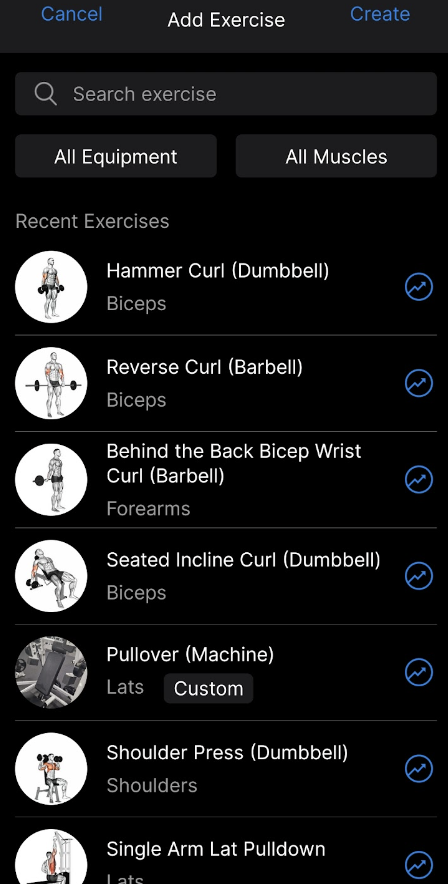 Cancel
Add Exercise
Create
Search exercise
All Equipment
All Muscles
Recent Exercises
Hammer Curl (Dumbbell)
Biceps
Reverse Curl (Barbell)
Biceps
Behind the Back Bicep Wrist
Curl (Barbell)
Forearms
Seated Incline Curl (Dumbbell)
Biceps
Pullover (Machine)
Lats
Custom
Shoulder Press (Dumbbell)
Shoulders
Single Arm Lat Pulldown
Lats